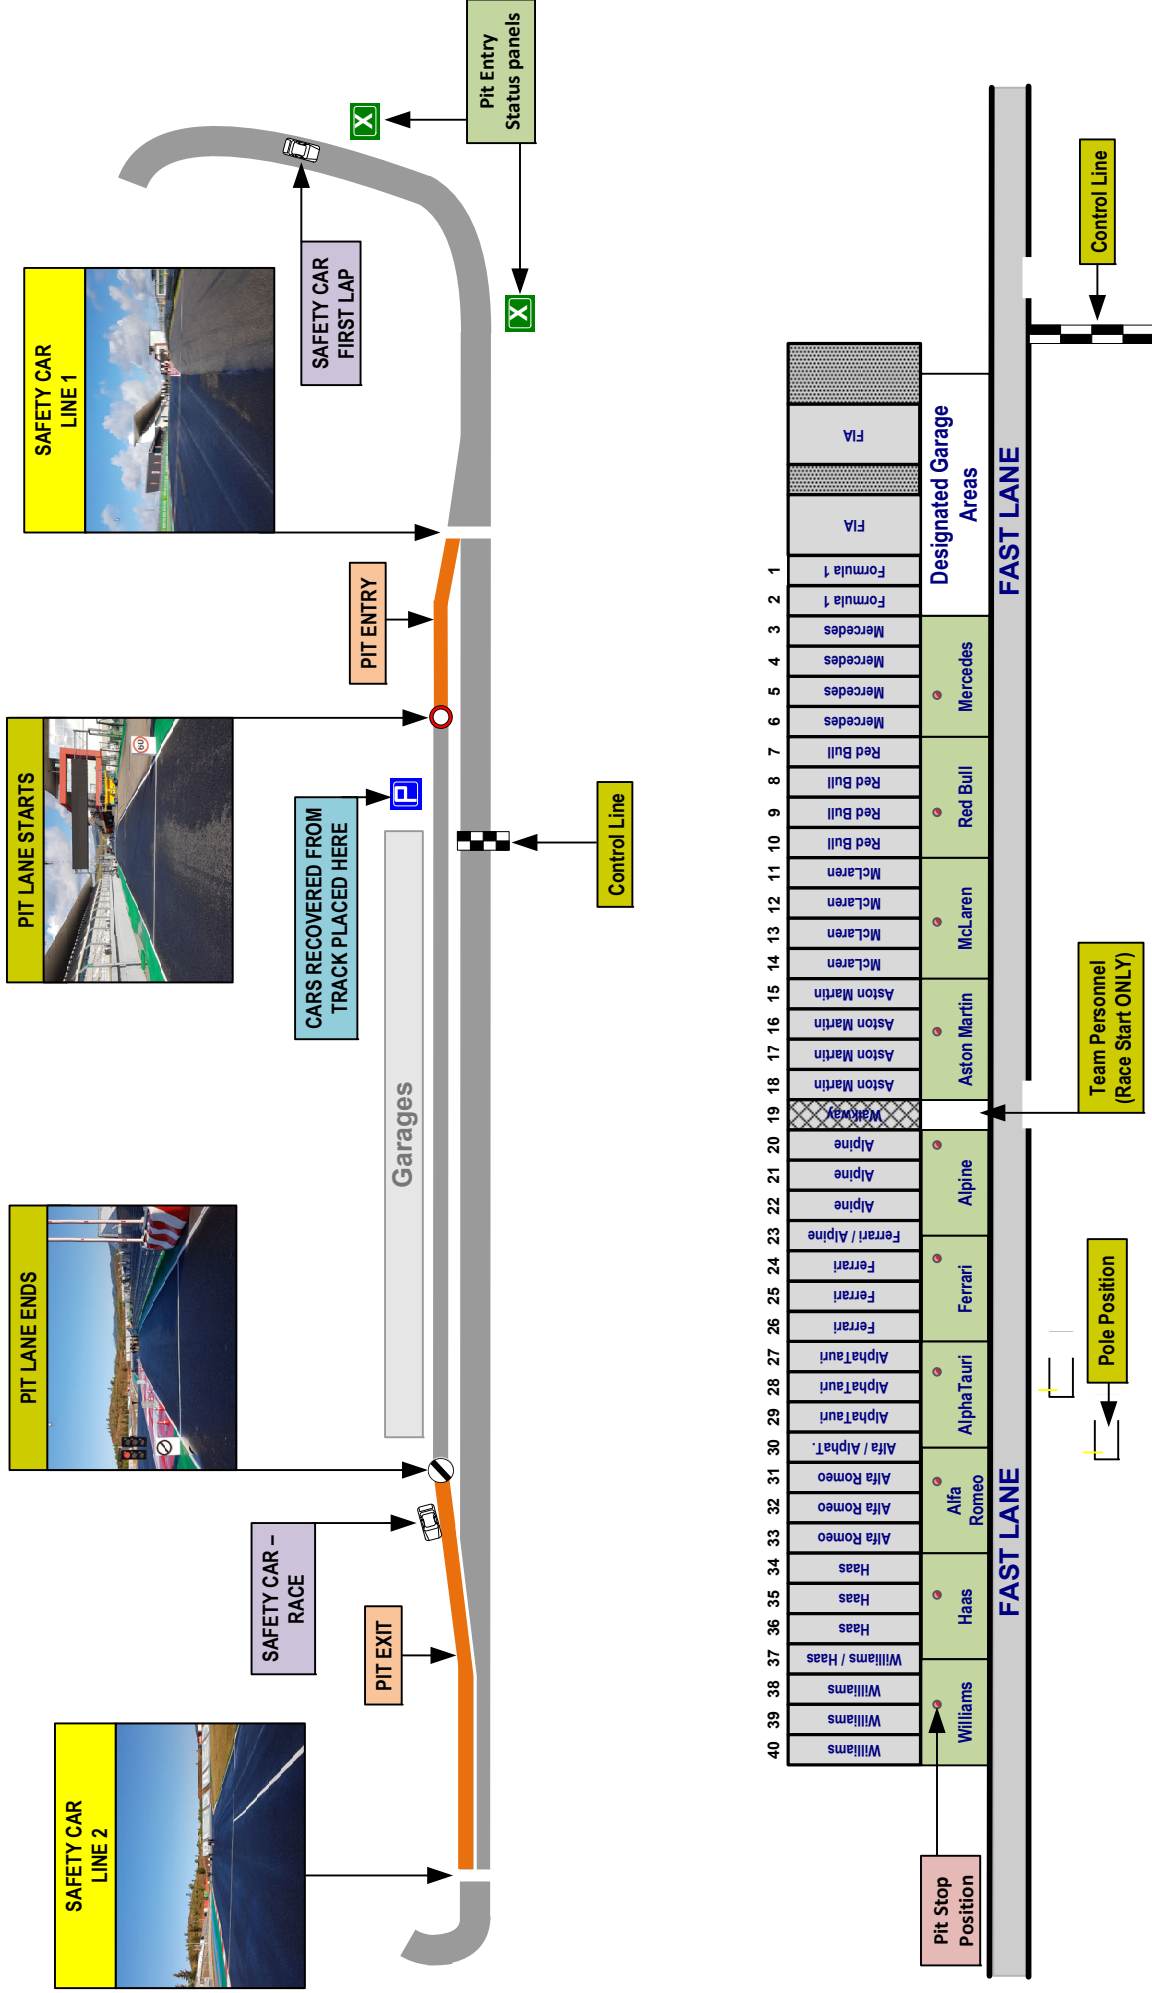 SAFETY CAR
LINE 2
PIT LANE ENDS
PIT LANE STARTS
60
SAFETY CAR
LINE 1
SAFETY CAR –
RACE
PIT EXIT
CARS RECOVERED FROM
TRACK PLACED HERE
P
PIT ENTRY
SAFETY CAR
FIRST LAP
X
X
Pit Entry
Status panels
Garages
Control Line
40
39
38
37
36
35
34
33
32
31
30
29
28
27
26
25
24
23
22
21
20
19
18
17
16
15
14
13
12
11
10
9
8
7
6
5
4
3
2
1
Williams
Williams
Williams
Williams / Haas
Haas
Haas
Haas
Alfa Romeo
Alfa Romeo
Alfa Romeo
Alfa / AlphaT.
AlphaTauri
AlphaTauri
AlphaTauri
Ferrari
Ferrari
Ferrari
Ferrari / Alpine
Alpine
Alpine
Alpine
Walkway
Aston Martin
Aston Martin
Aston Martin
Aston Martin
McLaren
McLaren
McLaren
McLaren
Red Bull
Red Bull
Red Bull
Red Bull
Mercedes
Mercedes
Mercedes
Mercedes
Formula 1
Formula 1
FIA
FIA
Williams
Haas
Alfa
Romeo
AlphaTauri
Ferrari
Alpine
Aston Martin
McLaren
Red Bull
Mercedes
Designated Garage
Areas
Pit Stop
Position
FAST LANE
FAST LANE
Pole Position
Team Personnel
(Race Start ONLY)
Control Line